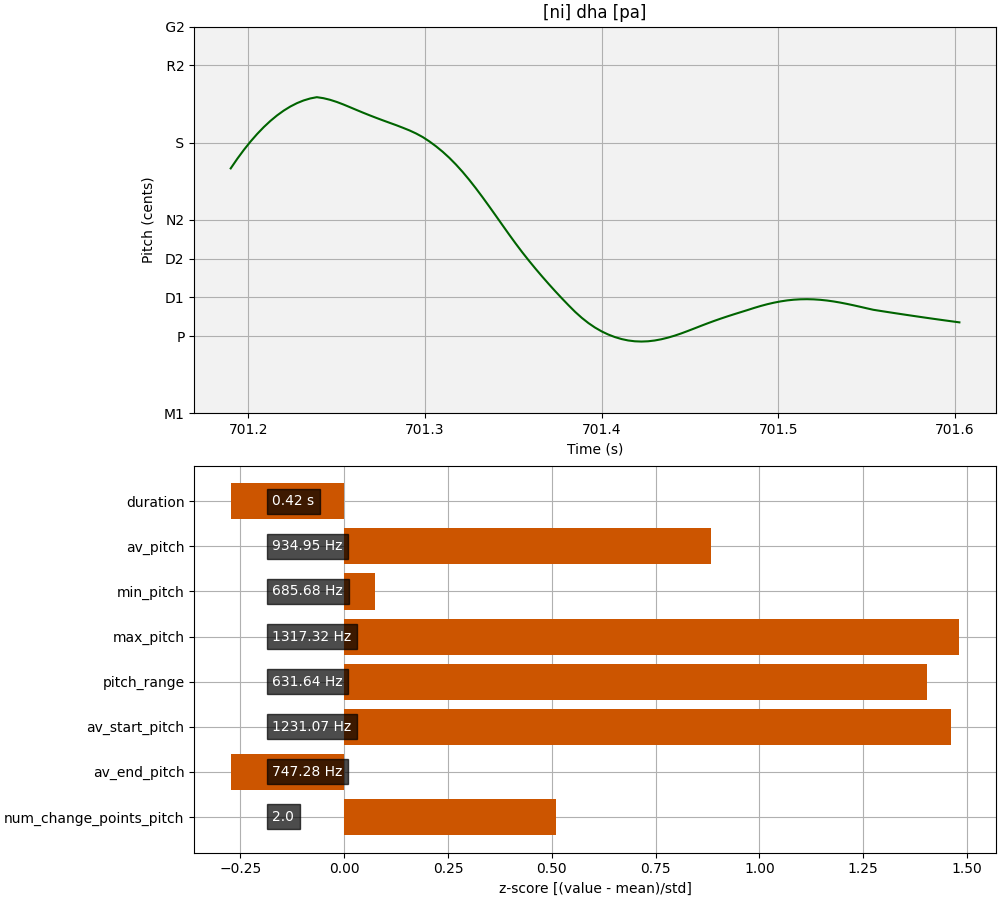 [ni] dha [pa]
G2
R2
S
N2
D2
D1
P
M1
Pitch (cents)
701.2 701.3 701.4 701.5 701.6
Time (s)
duration 0.42 s
av_pitch 934.95 Hz
min_pitch 685.68 Hz
max_pitch 1317.32 Hz
pitch_range 631.64 Hz
av_start_pitch 1231.07 Hz
av_end_pitch 747.28 Hz
num_change_points_pitch 2.0
−0.25 0.00 0.25 0.50 0.75 1.00 1.25 1.50
z-score [(value - mean)/std]